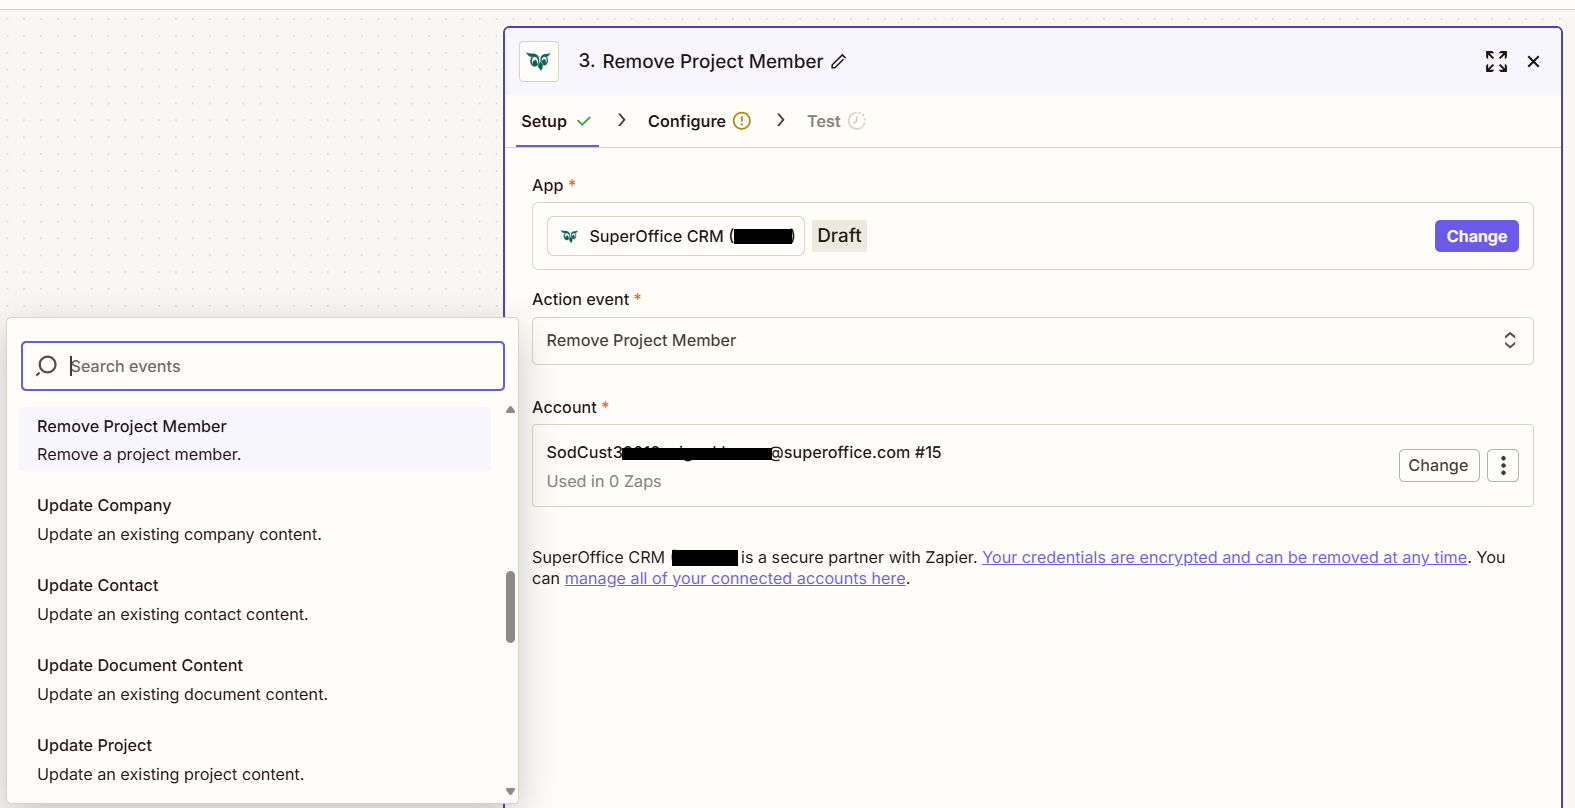 3. Remove Project Member
Setup
Configure
Test
App *
SuperOffice CRM ( )
Draft
Change
Action event *
Remove Project Member
Account *
SodCust3 @superoffice.com #15
Used in 0 Zaps
Change
SuperOffice CRM ( is a secure partner with Zapier. Your credentials are encrypted and can be removed at any time. You
can manage all of your connected accounts here.
Search events
Remove Project Member
Remove a project member.
Update Company
Update an existing company content.
Update Contact
Update an existing contact content.
Update Document Content
Update an existing document content.
Update Project
Update an existing project content.